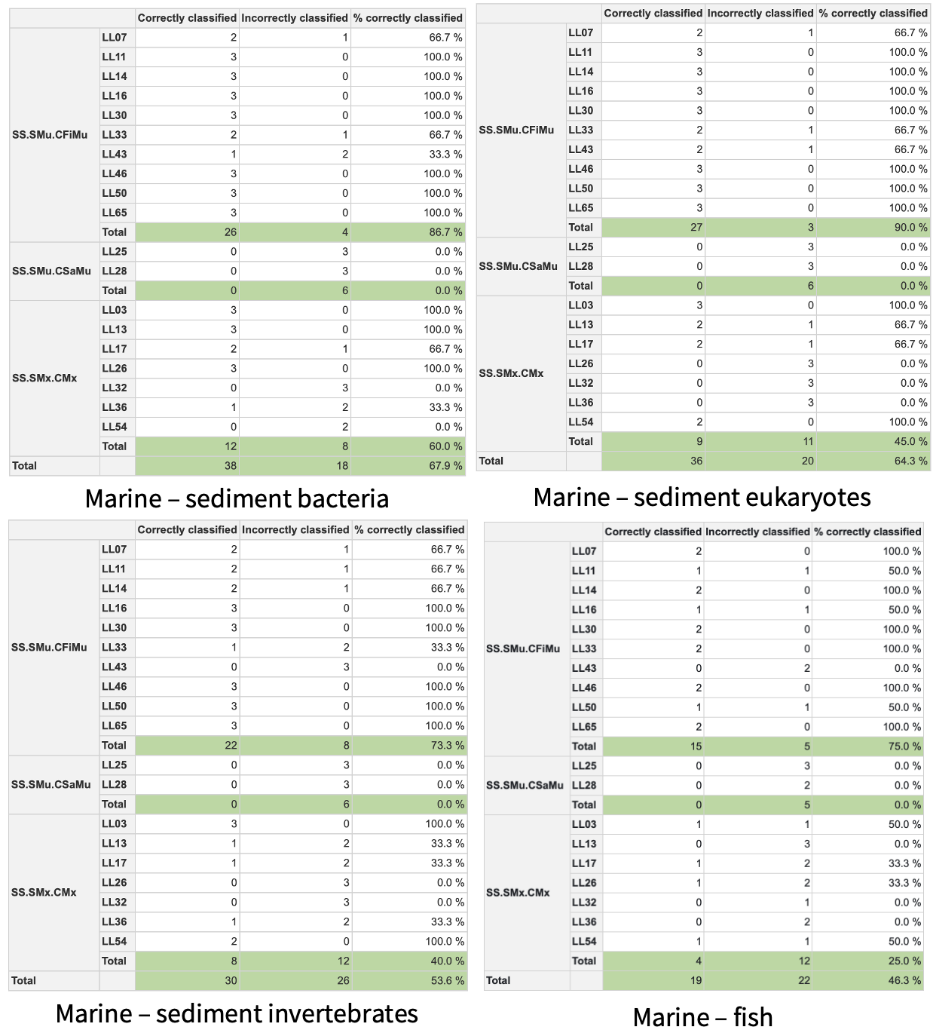 Correctly classified Incorrectly classified % correctly classified
SS.SMu.CFiMu LL07 2 1 66.7 %
LL11 3 0 100.0 %
LL14 3 0 100.0 %
LL16 3 0 100.0 %
LL30 3 0 100.0 %
LL33 2 1 66.7 %
LL43 1 2 33.3 %
LL46 3 0 100.0 %
LL50 3 0 100.0 %
LL65 3 0 100.0 %
Total 26 4 86.7 %
SS.SMu.CSaMu LL25 0 3 0.0 %
LL28 0 3 0.0 %
Total 0 6 0.0 %
SS.SMx.CMx LL03 3 0 100.0 %
LL13 3 0 100.0 %
LL17 2 1 66.7 %
LL26 3 0 100.0 %
LL32 0 3 0.0 %
LL36 1 2 33.3 %
LL54 0 2 0.0 %
Total 12 8 60.0 %
Total 38 18 67.9 %
Marine – sediment bacteria
Correctly classified Incorrectly classified % correctly classified
SS.SMu.CFiMu LL07 2 1 66.7 %
LL11 3 0 100.0 %
LL14 3 0 100.0 %
LL16 3 0 100.0 %
LL30 3 0 100.0 %
LL33 2 1 66.7 %
LL43 2 1 66.7 %
LL46 3 0 100.0 %
LL50 3 0 100.0 %
LL65 3 0 100.0 %
Total 27 3 90.0 %
SS.SMu.CSaMu LL25 0 3 0.0 %
LL28 0 3 0.0 %
Total 0 6 0.0 %
SS.SMx.CMx LL03 3 0 100.0 %
LL13 2 1 66.7 %
LL17 2 1 66.7 %
LL26 0 3 0.0 %
LL32 0 3 0.0 %
LL36 0 3 0.0 %
LL54 2 0 100.0 %
Total 9 11 45.0 %
Total 36 20 64.3 %
Marine – sediment eukaryotes
Correctly classified Incorrectly classified % correctly classified
SS.SMu.CFiMu LL07 2 1 66.7 %
LL11 2 1 66.7 %
LL14 2 1 66.7 %
LL16 3 0 100.0 %
LL30 3 0 100.0 %
LL33 1 2 33.3 %
LL43 0 3 0.0 %
LL46 3 0 100.0 %
LL50 3 0 100.0 %
LL65 3 0 100.0 %
Total 22 8 73.3 %
SS.SMu.CSaMu LL25 0 3 0.0 %
LL28 0 3 0.0 %
Total 0 6 0.0 %
SS.SMx.CMx LL03 3 0 100.0 %
LL13 1 2 33.3 %
LL17 1 2 33.3 %
LL26 0 3 0.0 %
LL32 0 3 0.0 %
LL36 1 2 33.3 %
LL54 2 0 100.0 %
Total 8 12 40.0 %
Total 30 26 53.6 %
Marine – sediment invertebrates
Correctly classified Incorrectly classified % correctly classified
SS.SMu.CFiMu LL07 2 0 100.0 %
LL11 1 1 50.0 %
LL14 2 0 100.0 %
LL16 1 1 50.0 %
LL30 2 0 100.0 %
LL33 2 0 100.0 %
LL43 0 2 0.0 %
LL46 2 0 100.0 %
LL50 1 1 50.0 %
LL65 2 0 100.0 %
Total 15 5 75.0 %
SS.SMu.CSaMu LL25 0 3 0.0 %
LL28 0 2 0.0 %
Total 0 5 0.0 %
SS.SMx.CMx LL03 1 1 50.0 %
LL13 0 3 0.0 %
LL17 1 2 33.3 %
LL26 1 2 33.3 %
LL32 0 1 0.0 %
LL36 0 2 0.0 %
LL54 1 1 50.0 %
Total 4 12 25.0 %
Total 19 22 46.3 %
Marine – fish